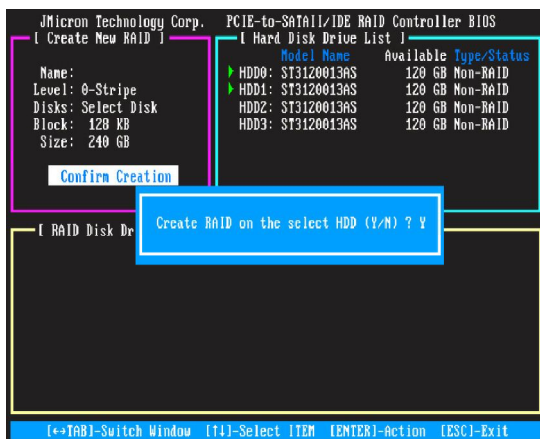 JMicron Technology Corp. PCIE-to-SATAII/IDE RAID Controller BIOS
[ Create New RAID ]
Name:
Level: 0-Stripe
Disks: Select Disk
Block: 128 KB
Size: 240 GB
Confirm Creation
[ Hard Disk Drive List ]
Model Name Available Type/Status
HDD0: ST3120013AS 120 GB Non-RAID
HDD1: ST3120013AS 120 GB Non-RAID
HDD2: ST3120013AS 120 GB Non-RAID
HDD3: ST3120013AS 120 GB Non-RAID
[ RAID Disk Dr
Create RAID on the select HDD (Y/N) ? Y
[↔TAB]-Switch Window [↑↓]-Select ITEM [ENTER]-Action [ESC]-Exit